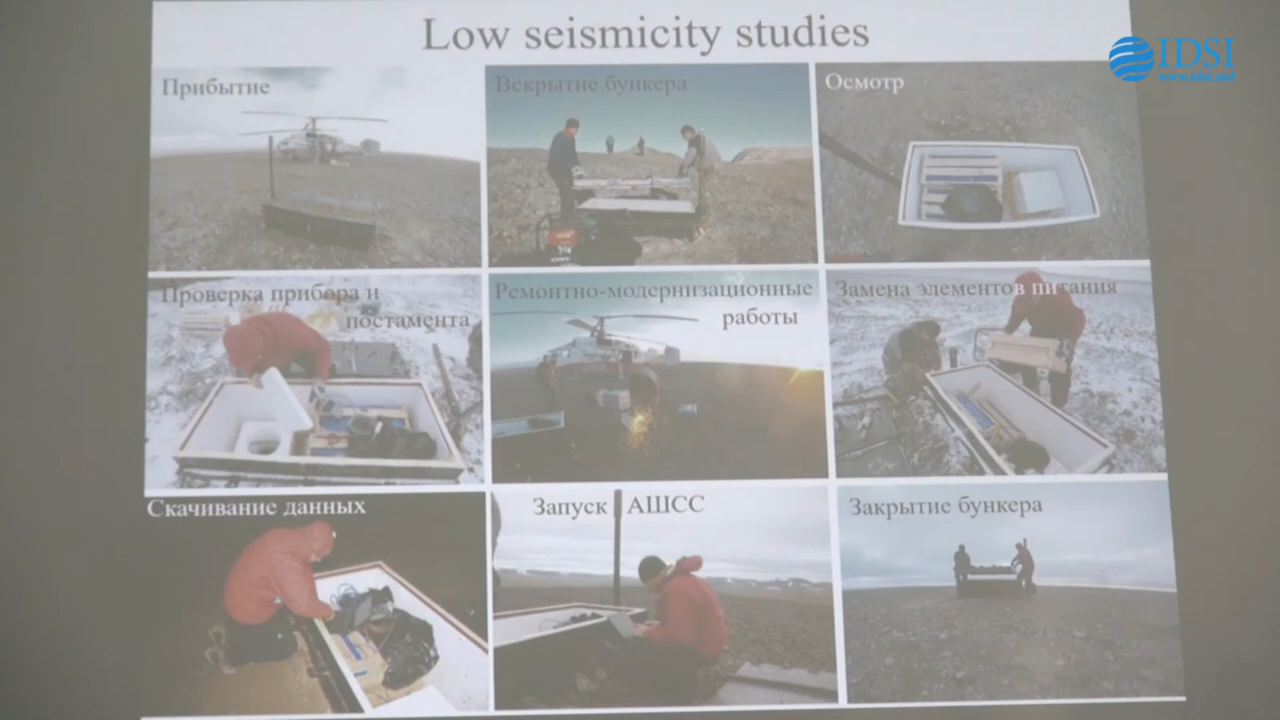 Low seismicity studies
IDSI
www.idsi.md
Прибытие
Вскрытие бункера
Осмотр
Проверка прибора и
постамента
Ремонтно-модернизационные
работы
Замена элементов питания
Скачивание данных
Запуск АШСС
Закрытие бункера